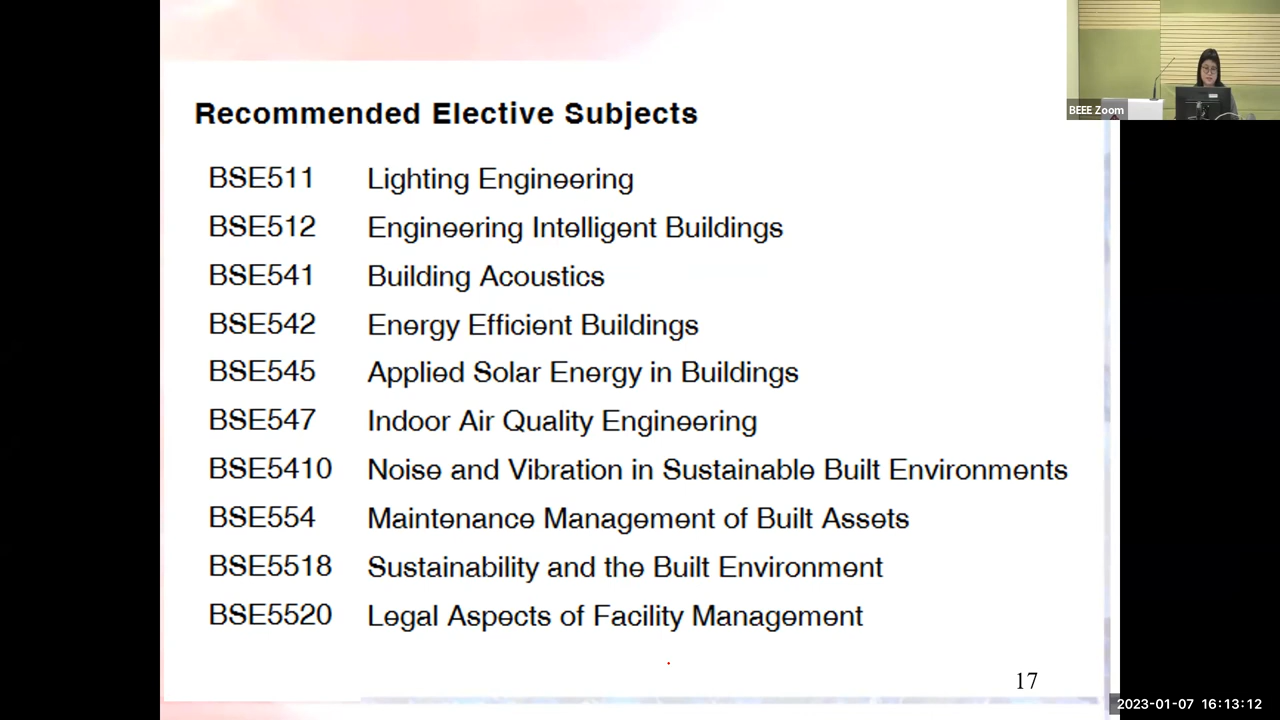 Recommended Elective Subjects
BSE511 Lighting Engineering
BSE512 Engineering Intelligent Buildings
BSE541 Building Acoustics
BSE542 Energy Efficient Buildings
BSE545 Applied Solar Energy in Buildings
BSE547 Indoor Air Quality Engineering
BSE5410 Noise and Vibration in Sustainable Built Environments
BSE554 Maintenance Management of Built Assets
BSE5518 Sustainability and the Built Environment
BSE5520 Legal Aspects of Facility Management
17
BEEE Zoom
2023-01-07 16:13:12